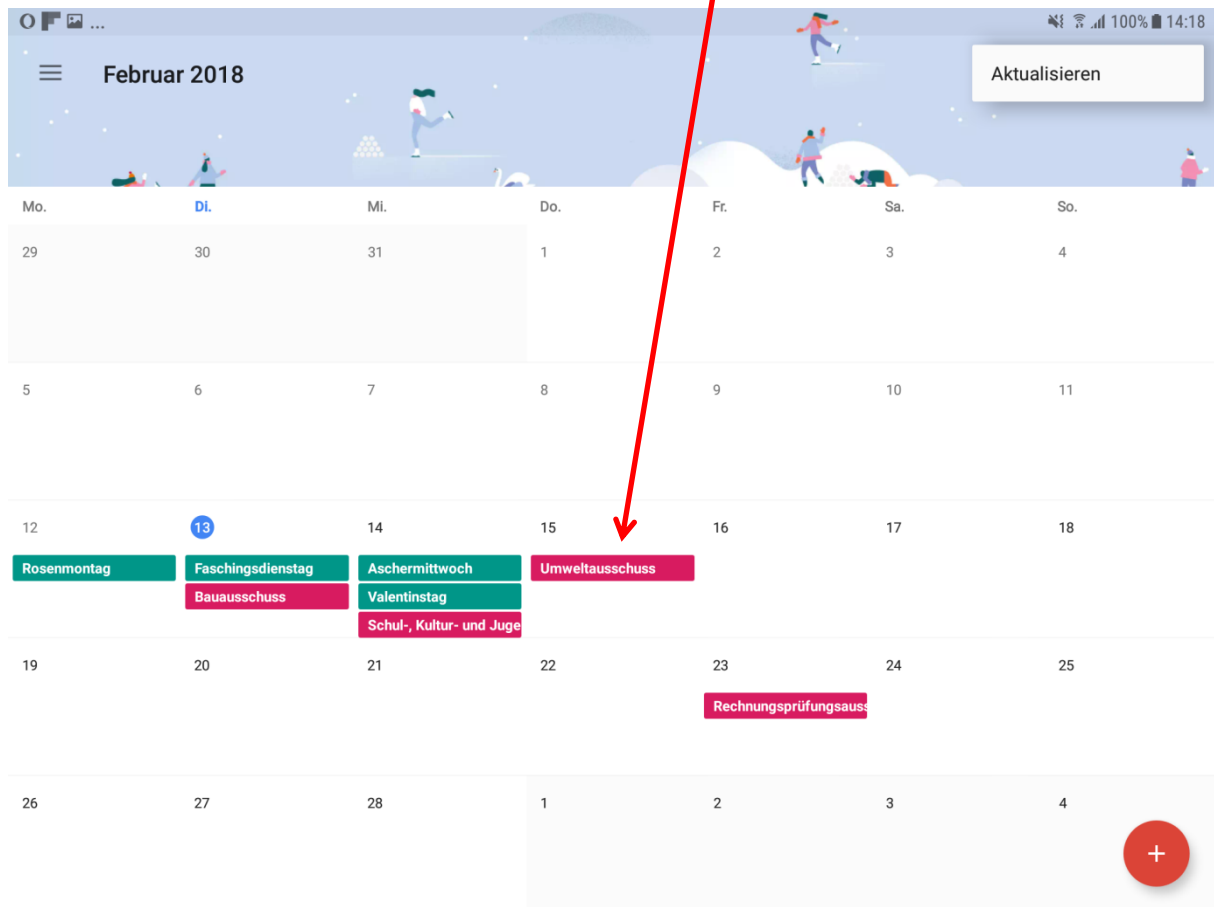 ... 100% 14:18
Februar 2018
Aktualisieren
Mo. Di. Mi. Do. Fr. Sa. So.
29 30 31 1 2 3 4
5 6 7 8 9 10 11
12 13 14 15 16 17 18
Rosenmontag Faschingsdienstag Aschermittwoch Umweltausschuss
Bauausschuss Valentinstag
Schul-, Kultur- und Juge
19 20 21 22 23 24 25
Rechnungsprüfungsauss
26 27 28 1 2 3 4
+